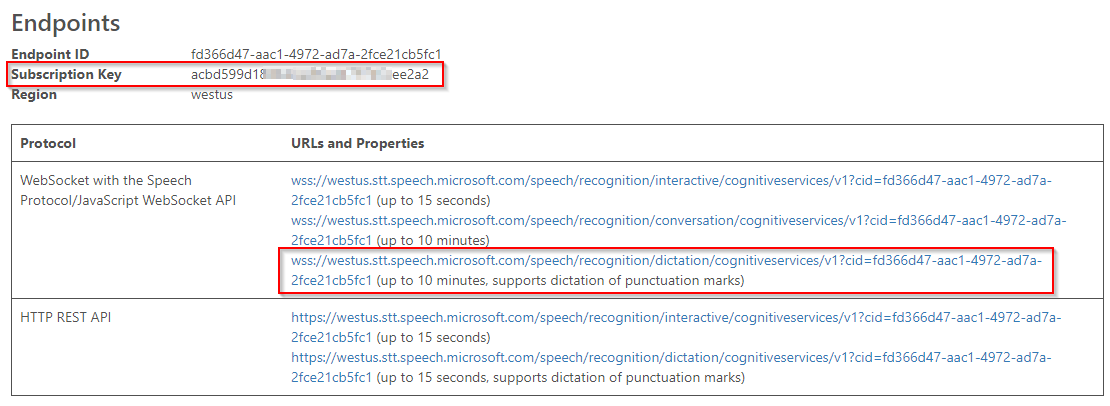 Endpoints
Endpoint ID fd366d47-aac1-4972-ad7a-2fce21cb5fc1
Subscription Key acbd599d18 ee2a2
Region westus
Protocol URLs and Properties
WebSocket with the Speech wss://westus.stt.speech.microsoft.com/speech/recognition/interactive/cognitiveservices/v1?cid=fd366d47-aac1-4972-ad7a-
Protocol/JavaScript WebSocket API 2fce21cb5fc1 (up to 15 seconds)
wss://westus.stt.speech.microsoft.com/speech/recognition/conversation/cognitiveservices/v1?cid=fd366d47-aac1-4972-ad7a-
2fce21cb5fc1 (up to 10 minutes)
wss://westus.stt.speech.microsoft.com/speech/recognition/dictation/cognitiveservices/v1?cid=fd366d47-aac1-4972-ad7a-
2fce21cb5fc1 (up to 10 minutes, supports dictation of punctuation marks)
HTTP REST API https://westus.stt.speech.microsoft.com/speech/recognition/interactive/cognitiveservices/v1?cid=fd366d47-aac1-4972-ad7a-
2fce21cb5fc1 (up to 15 seconds)
https://westus.stt.speech.microsoft.com/speech/recognition/dictation/cognitiveservices/v1?cid=fd366d47-aac1-4972-ad7a-
2fce21cb5fc1 (up to 15 seconds, supports dictation of punctuation marks)